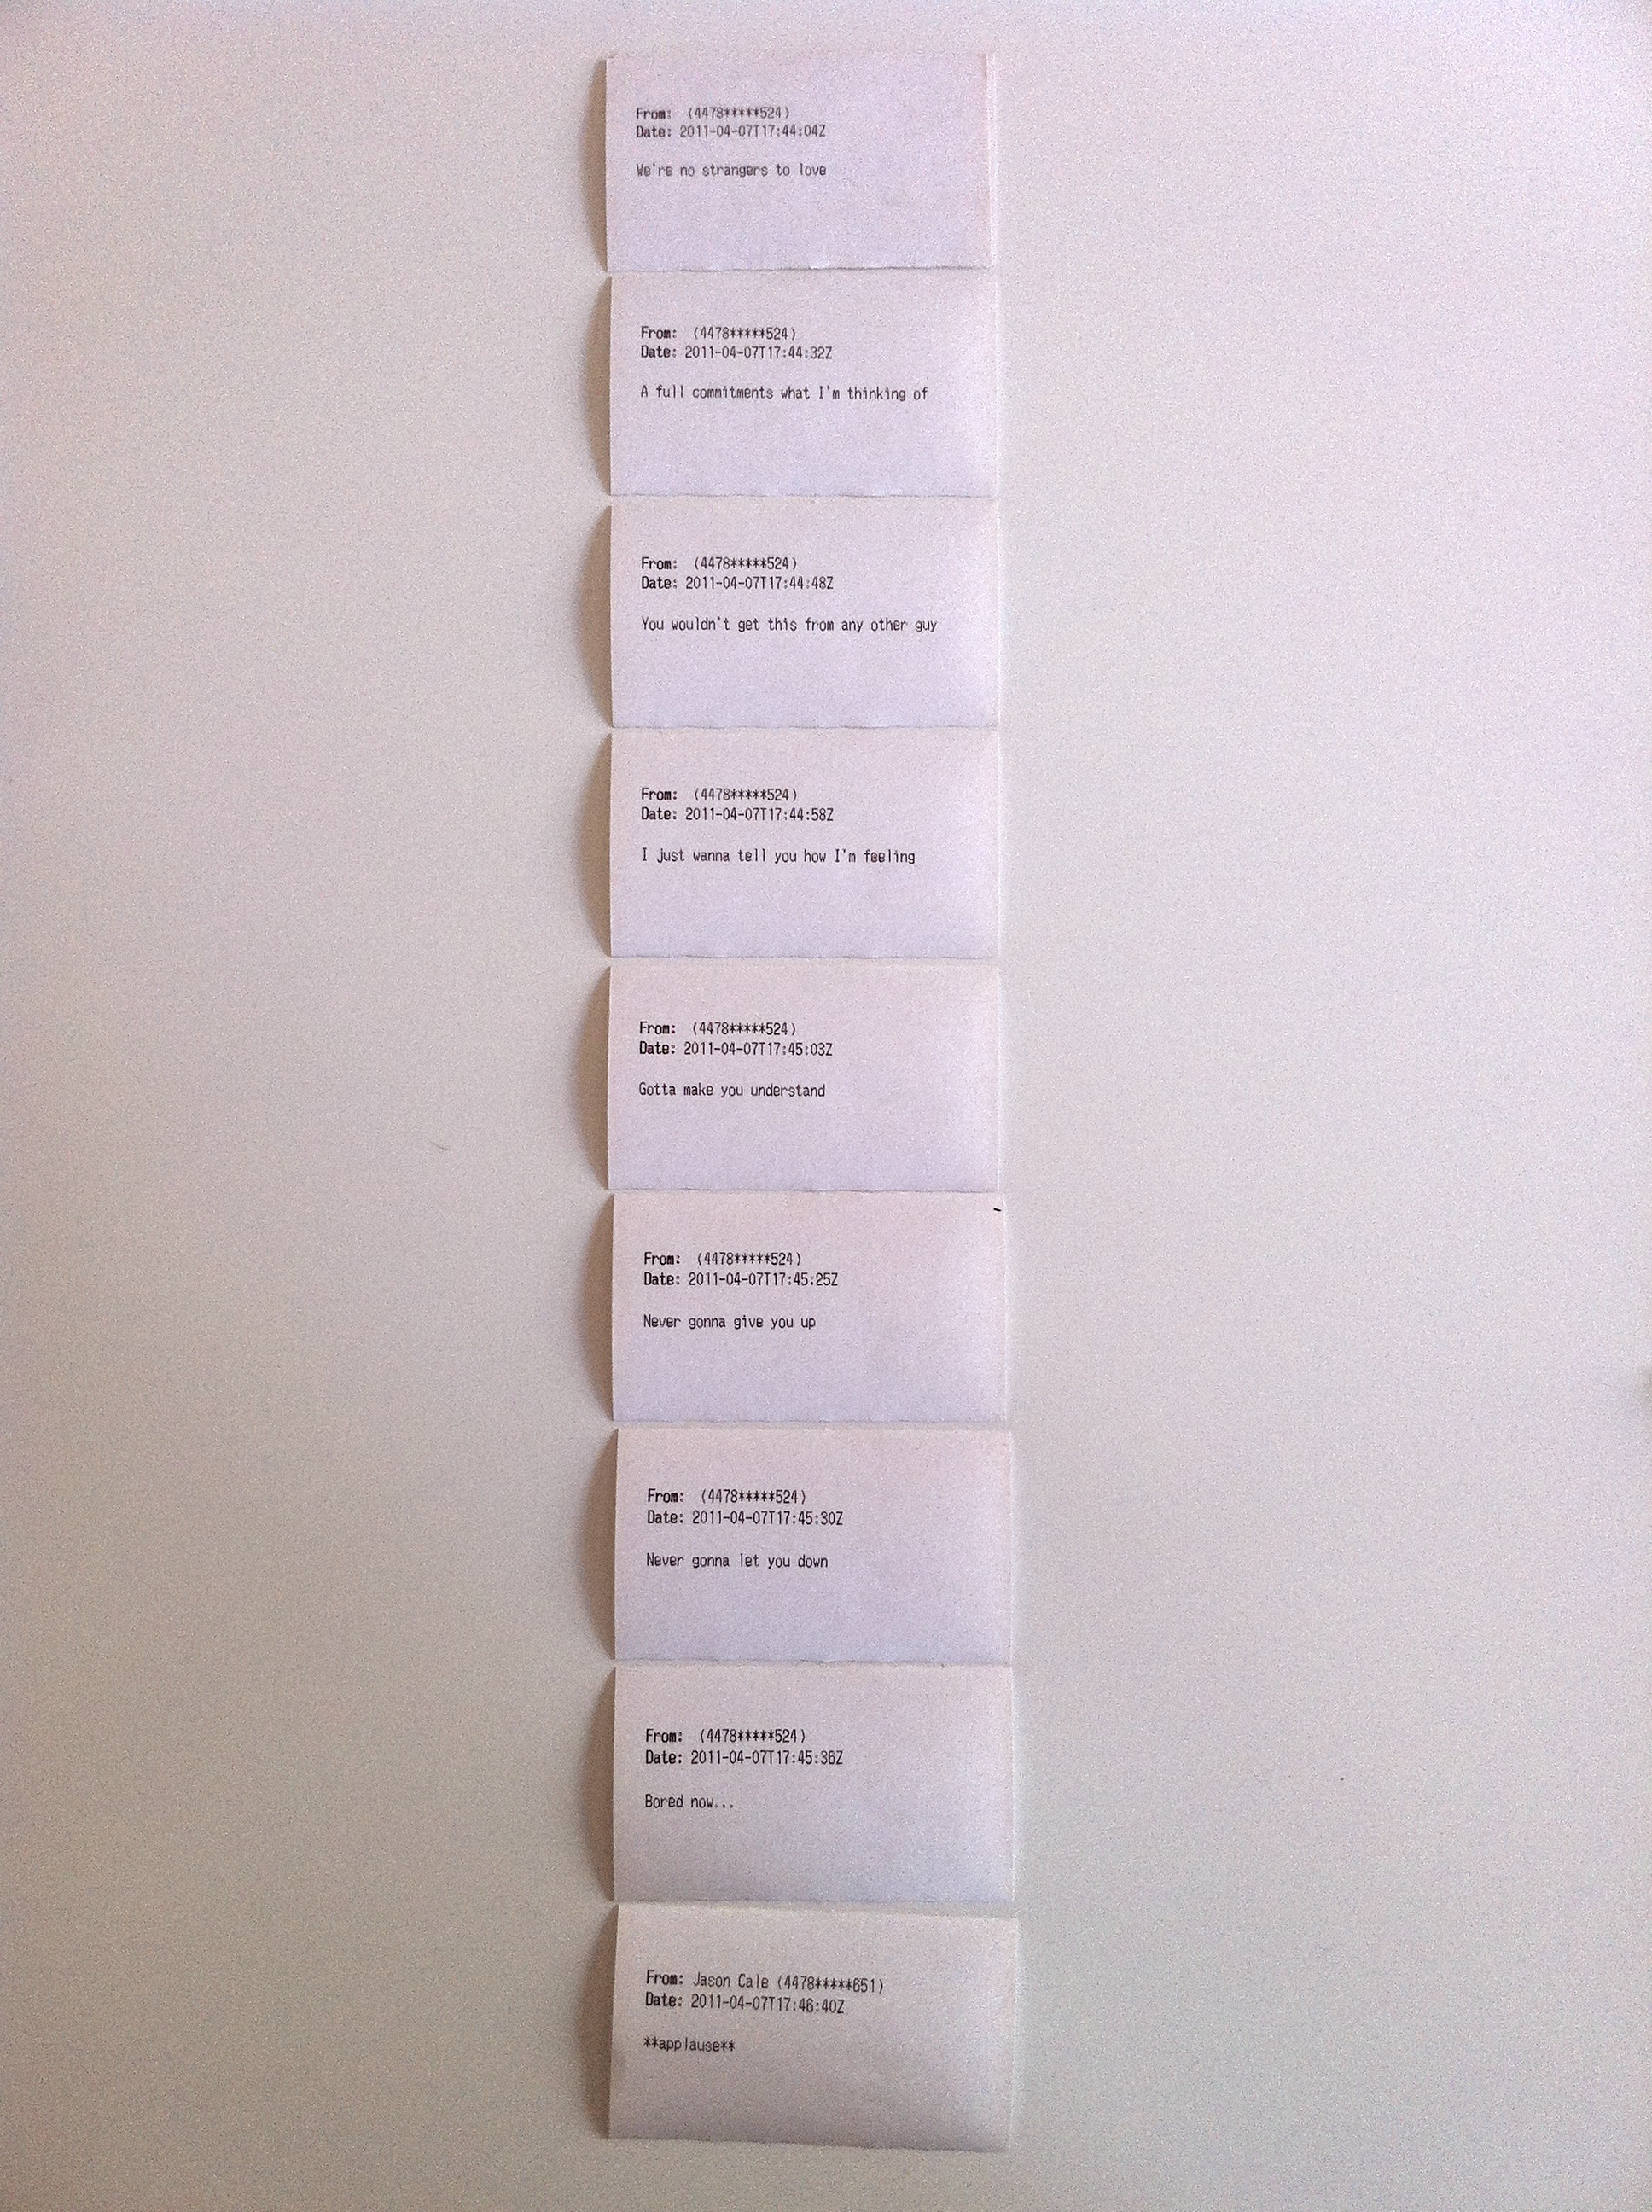 From: (4478*****524)
Date: 2011-04-07T17:44:04Z
We're no strangers to love
From: (4478*****524)
Date: 2011-04-07T17:44:32Z
A full commitments what I'm thinking of
From: (4478*****524)
Date: 2011-04-07T17:44:48Z
You wouldn't get this from any other guy
From: (4478*****524)
Date: 2011-04-07T17:44:58Z
I just wanna tell you how I'm feeling
From: (4478*****524)
Date: 2011-04-07T17:45:03Z
Gotta make you understand
From: (4478*****524)
Date: 2011-04-07T17:45:25Z
Never gonna give you up
From: (4478*****524)
Date: 2011-04-07T17:45:30Z
Never gonna let you down
From: (4478*****524)
Date: 2011-04-07T17:45:36Z
Bored now...
From: Jason Cale (4478*****651)
Date: 2011-04-07T17:46:40Z
**applause**